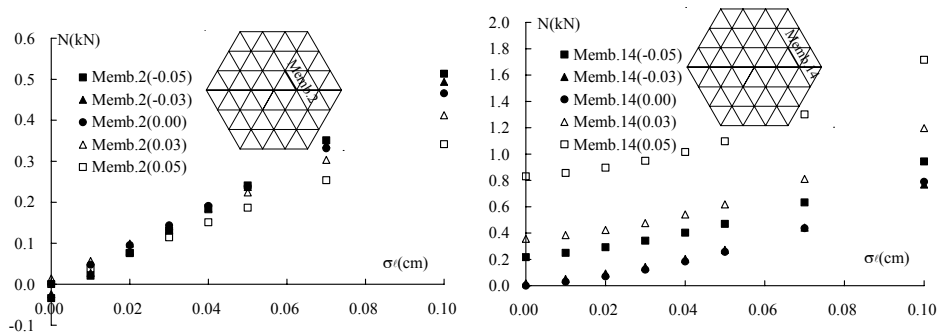 N(kN)
0.6
0.5
0.4
0.3
0.2
0.1
0.0
-0.1
Memb.2(-0.05)
Memb.2(-0.03)
Memb.2(0.00)
Memb.2(0.03)
Memb.2(0.05)
Memb.2
σℓ(cm)
0.00 0.02 0.04 0.06 0.08 0.10
N(kN)
2.0
1.8
1.6
1.4
1.2
1.0
0.8
0.6
0.4
0.2
0.0
Memb.14(-0.05)
Memb.14(-0.03)
Memb.14(0.00)
Memb.14(0.03)
Memb.14(0.05)
Memb.14
σℓ(cm)
0.00 0.02 0.04 0.06 0.08 0.10